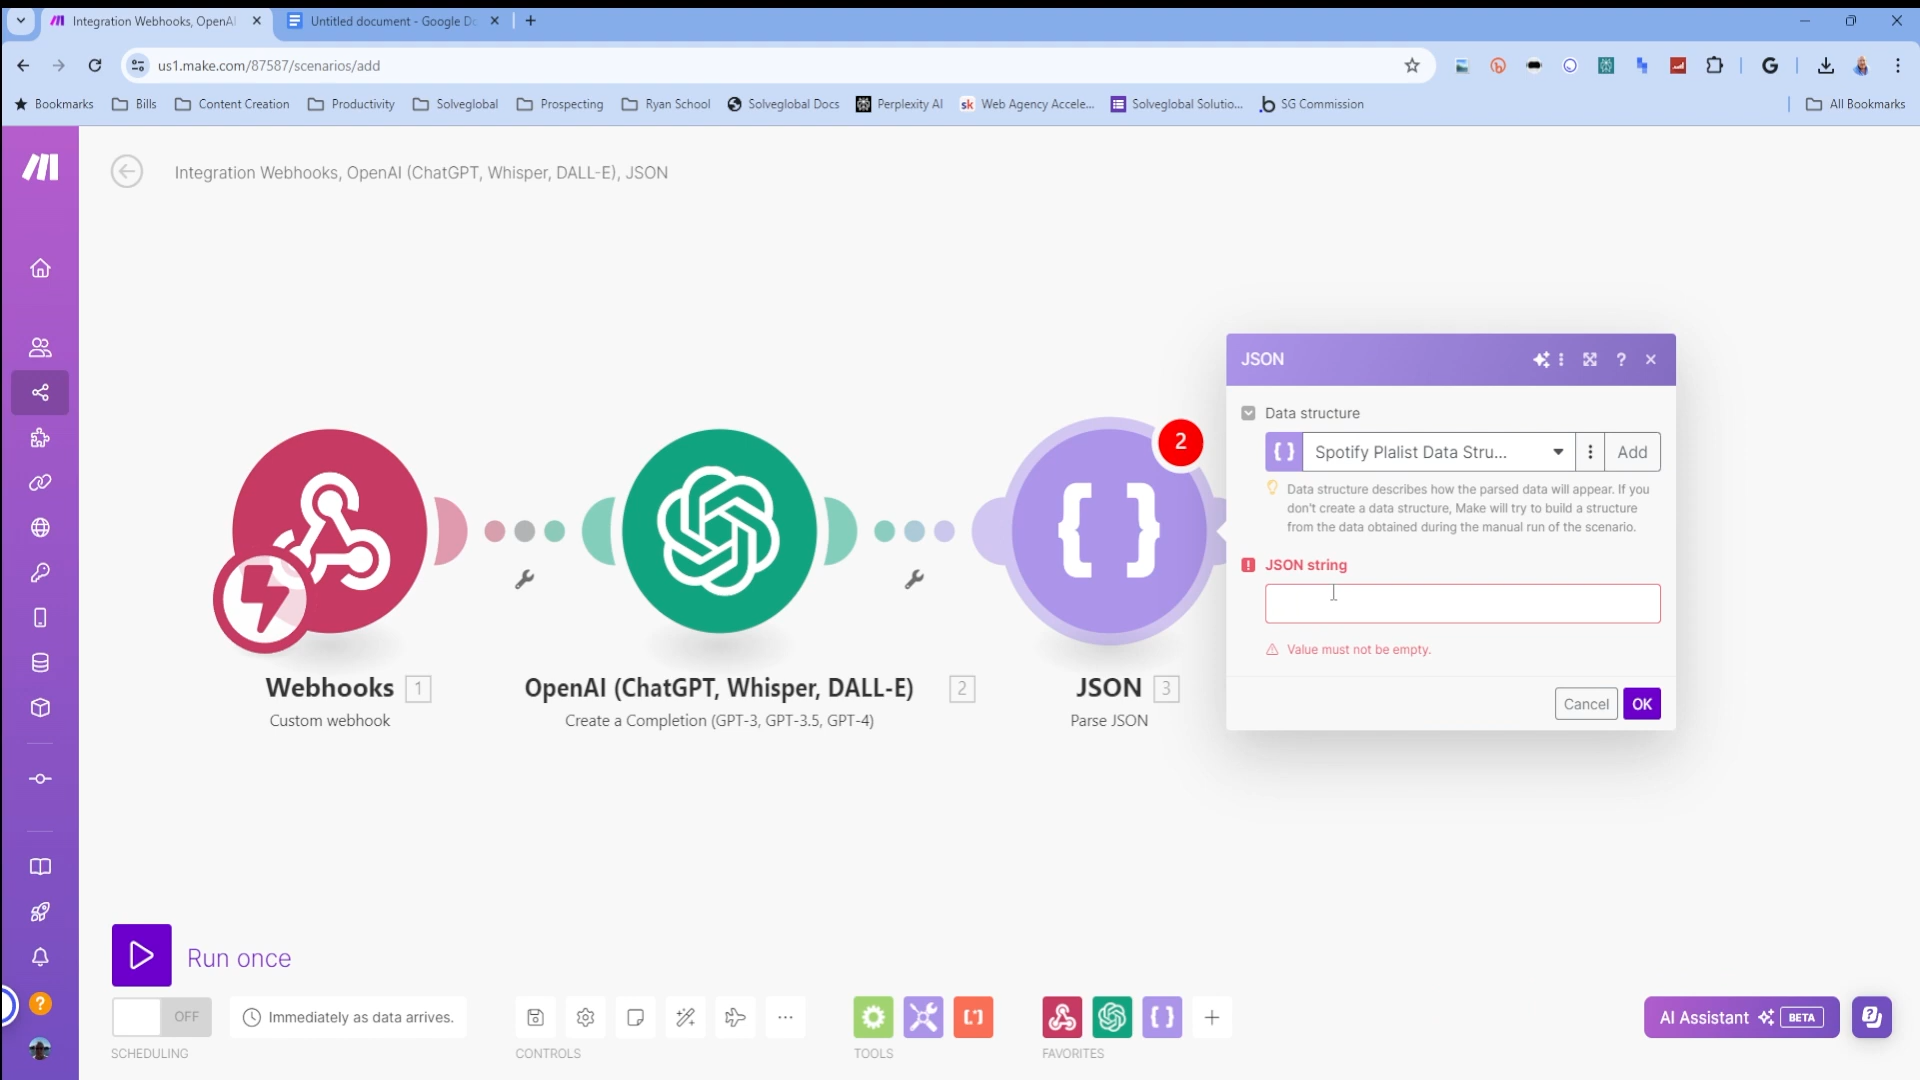 Integration Webhooks, OpenAI
Untitled document - Google Do
us1.make.com/87587/scenarios/add
Bookmarks
Bills
Content Creation
Productivity
Solveglobal
Prospecting
Ryan School
Solveglobal Docs
Perplexity AI
sk Web Agency Accele...
Solveglobal Solutio...
SG Commission
All Bookmarks
Integration Webhooks, OpenAI (ChatGPT, Whisper, DALL-E), JSON
JSON
?
Data structure
{ } Spotify Plalist Data Stru...
Add
Data structure describes how the parsed data will appear. If you
don't create a data structure, Make will try to build a structure
from the data obtained during the manual run of the scenario.
2
{ }
! JSON string
Value must not be empty.
Cancel
OK
Webhooks 1
Custom webhook
OpenAI (ChatGPT, Whisper, DALL-E) 2
Create a Completion (GPT-3, GPT-3.5, GPT-4)
JSON 3
Parse JSON
Run once
?
OFF
Immediately as data arrives.
SCHEDULING
CONTROLS
TOOLS
FAVORITES
AI Assistant BETA